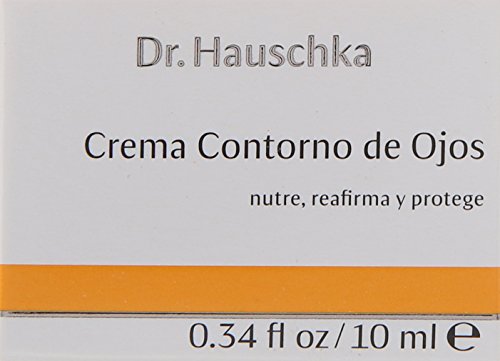 Dr. Hauschka
Crema Contorno de Ojos
nutre, reafirma y protege
0.34 fl oz / 10 ml ℮